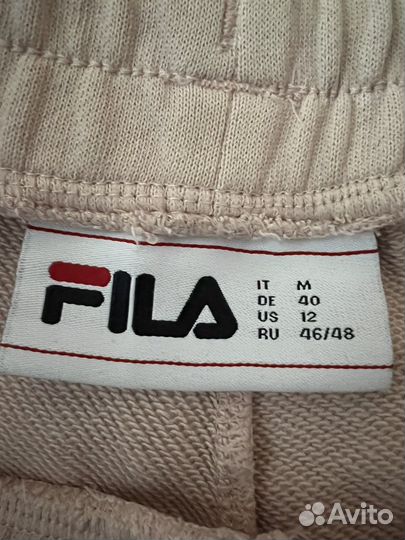 FILA
IT M
DE 40
US 12
RU 46/48
Avito